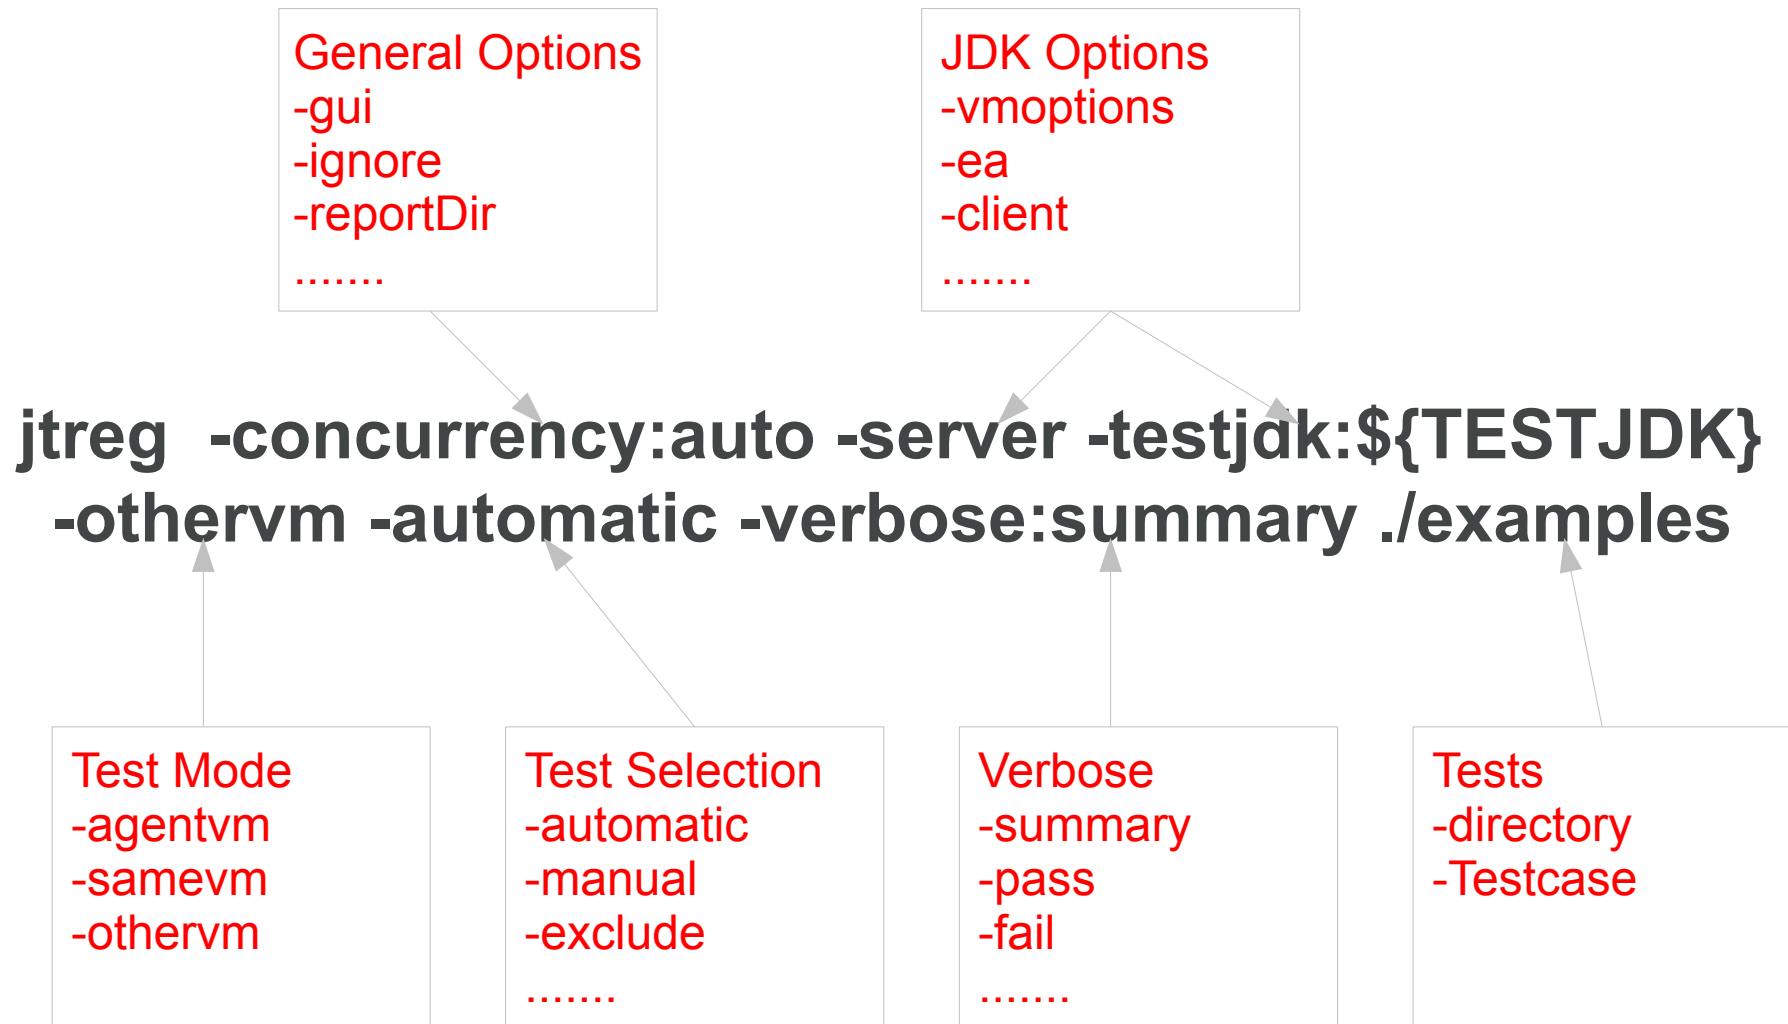 General Options
-gui
-ignore
-reportDir
.......
JDK Options
-vmoptions
-ea
-client
.......
jtreg  -concurrency:auto -server -testjdk:${TESTJDK}
-othervm -automatic -verbose:summary ./examples
Test Mode
-agentvm
-samevm
-othervm
Test Selection
-automatic
-manual
-exclude
.......
Verbose
-summary
-pass
-fail
.......
Tests
-directory
-Testcase